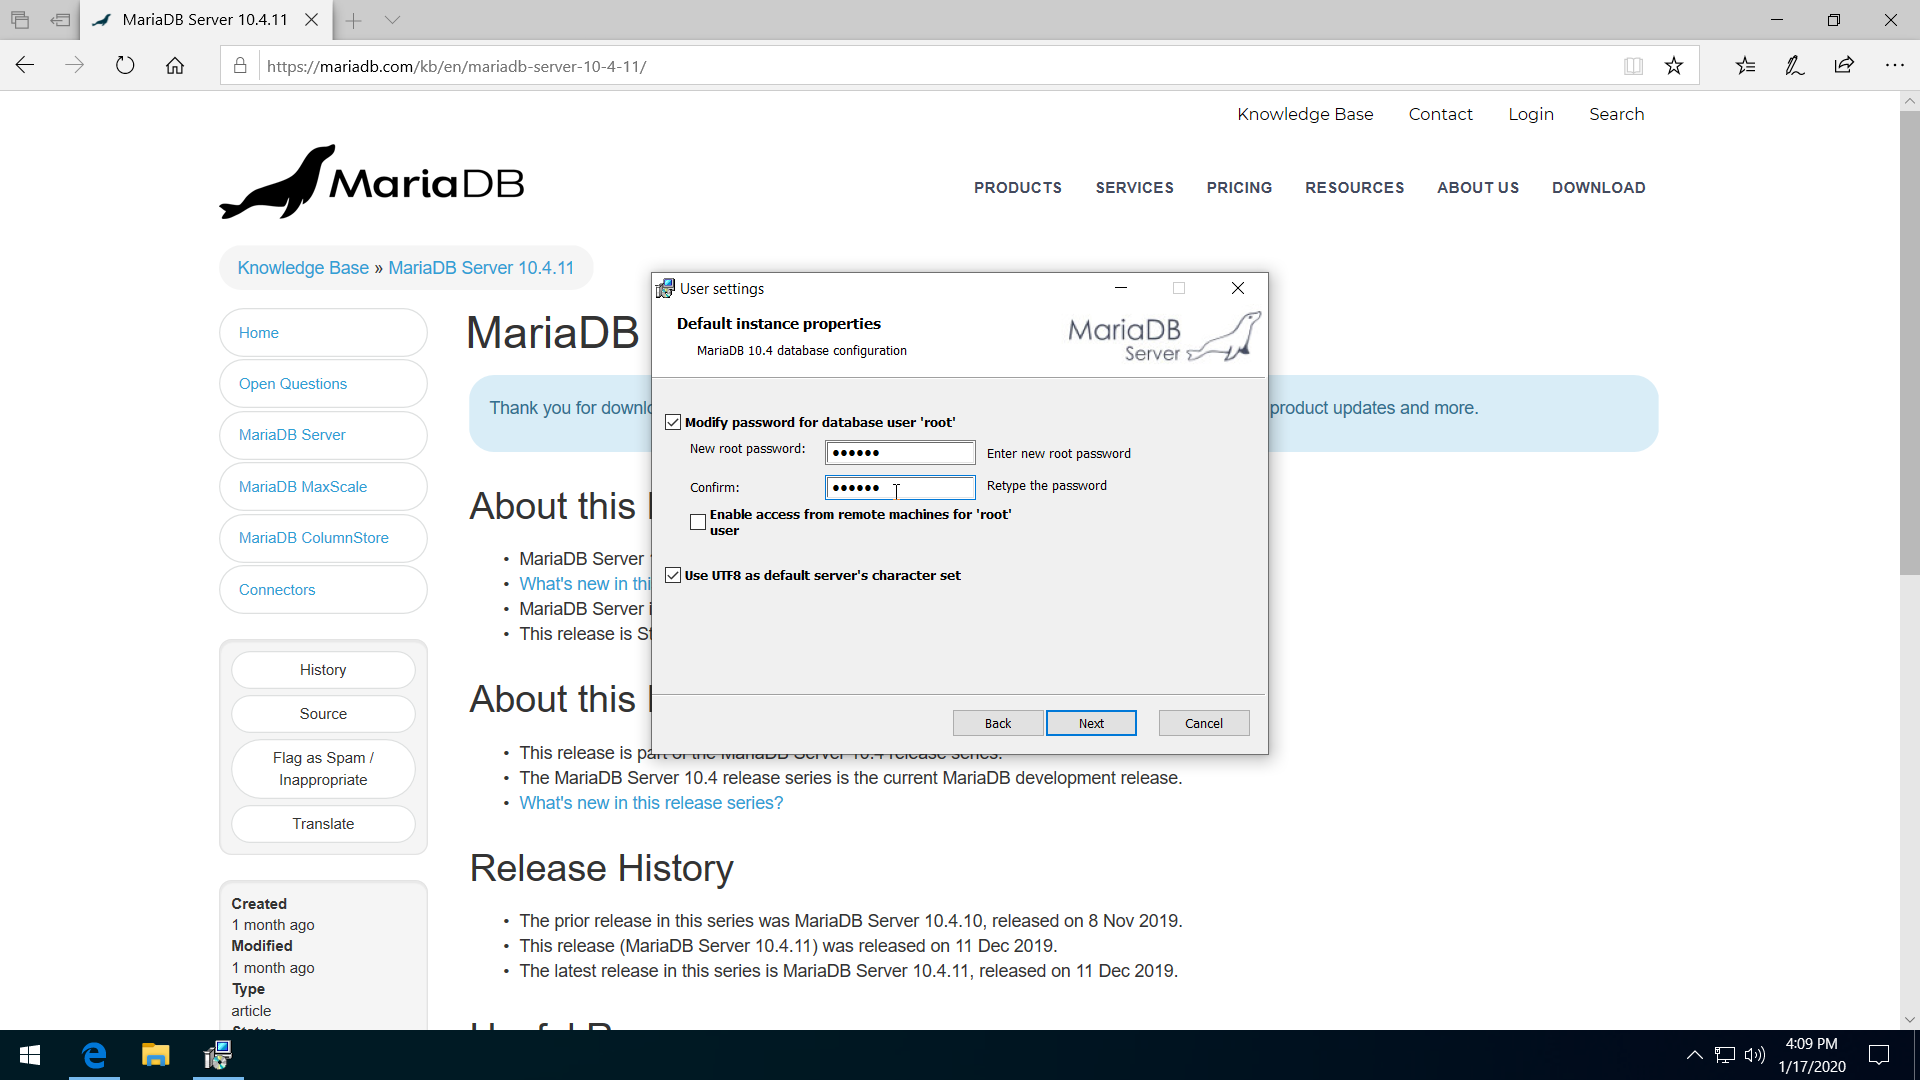 MariaDB Server 10.4.11
https://mariadb.com/kb/en/mariadb-server-10-4-11/
Knowledge Base Contact Login Search
MariaDB
PRODUCTS SERVICES PRICING RESOURCES ABOUT US DOWNLOAD
Knowledge Base » MariaDB Server 10.4.11
Home
Open Questions
MariaDB Server
MariaDB MaxScale
MariaDB ColumnStore
Connectors
History
Source
Flag as Spam /
Inappropriate
Translate
Created
1 month ago
Modified
1 month ago
Type
article
MariaDB
Thank you for downlo
product updates and more.
About this
• MariaDB Server
• What's new in thi
• MariaDB Server i
• This release is St
About this
• This release is part of the MariaDB Server 10.4 release series.
• The MariaDB Server 10.4 release series is the current MariaDB development release.
• What's new in this release series?
Release History
• The prior release in this series was MariaDB Server 10.4.10, released on 8 Nov 2019.
• This release (MariaDB Server 10.4.11) was released on 11 Dec 2019.
• The latest release in this series is MariaDB Server 10.4.11, released on 11 Dec 2019.
User settings
Default instance properties
MariaDB 10.4 database configuration
MariaDB
Server
Modify password for database user 'root'
New root password: •••••• Enter new root password
Confirm: •••••• Retype the password
Enable access from remote machines for 'root'
user
Use UTF8 as default server's character set
Back Next Cancel
4:09 PM
1/17/2020